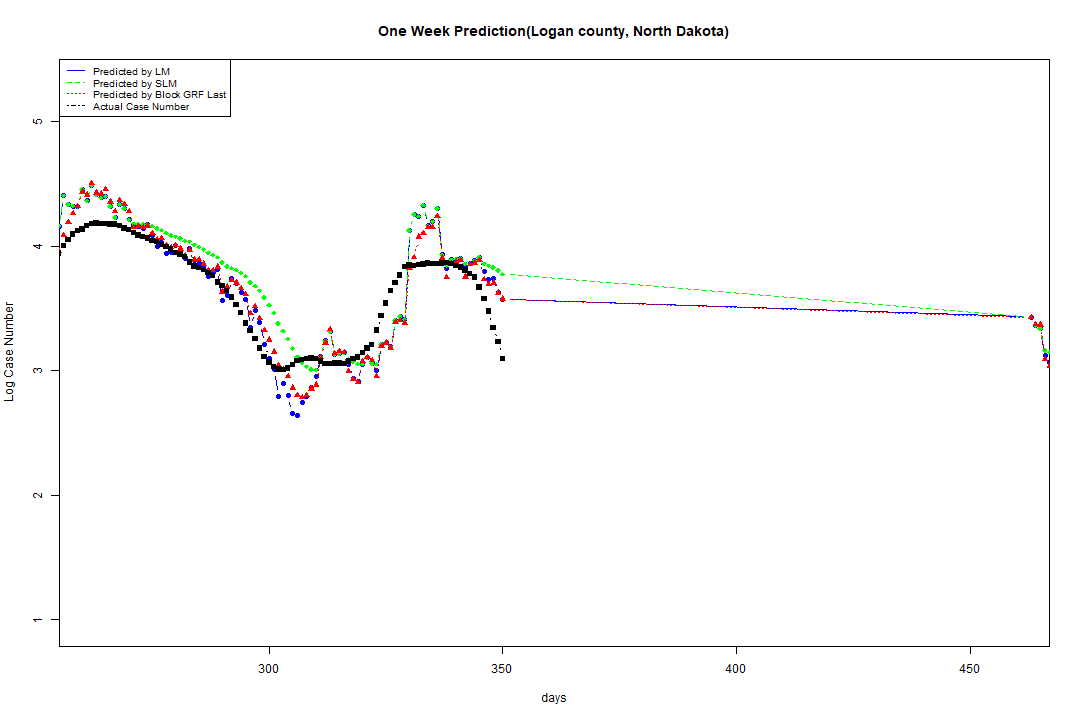 One Week Prediction(Logan county, North Dakota)
Predicted by LM
Predicted by SLM
Predicted by Block GRF Last
Actual Case Number
5
4
3
2
1
Log Case Number
300
350
400
450
days